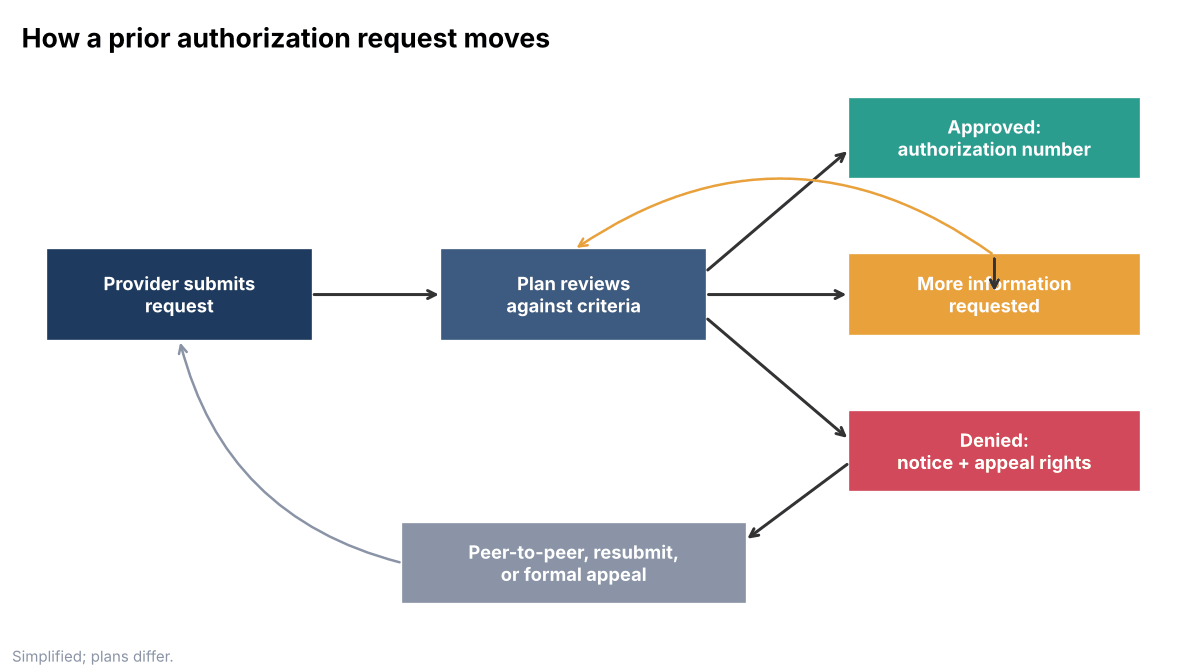 How a prior authorization request moves
Approved:
authorization number
Provider submits
request
Plan reviews
against criteria
More information
requested
Denied:
notice + appeal rights
Peer-to-peer, resubmit,
or formal appeal
Simplified; plans differ.